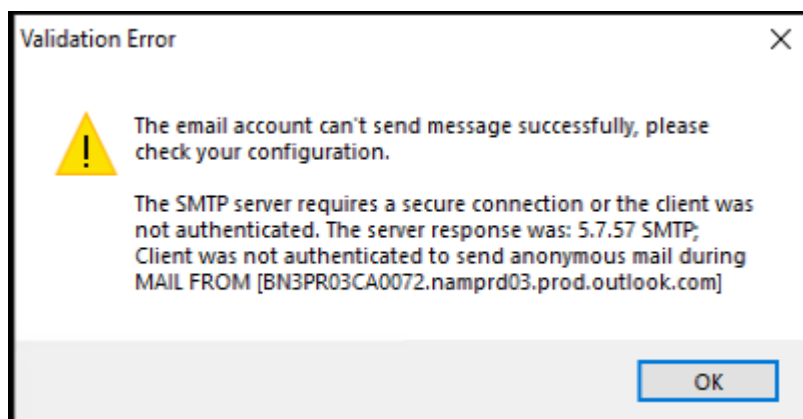 Validation Error
The email account can't send message successfully, please
check your configuration.
The SMTP server requires a secure connection or the client was
not authenticated. The server response was: 5.7.57 SMTP;
Client was not authenticated to send anonymous mail during
MAIL FROM [BN3PR03CA0072.namprd03.prod.outlook.com]
OK